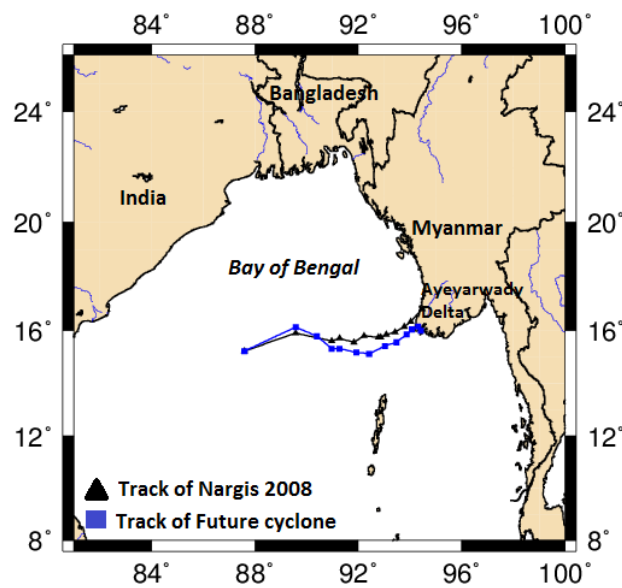 84° 88° 92° 96° 100°
Bangladesh
24° 24°
India
20° 20°
Myanmar
Bay of Bengal
Ayeyarwady
Delta
16° 16°
12° 12°
Track of Nargis 2008
Track of Future cyclone
8° 8°
84° 88° 92° 96° 100°